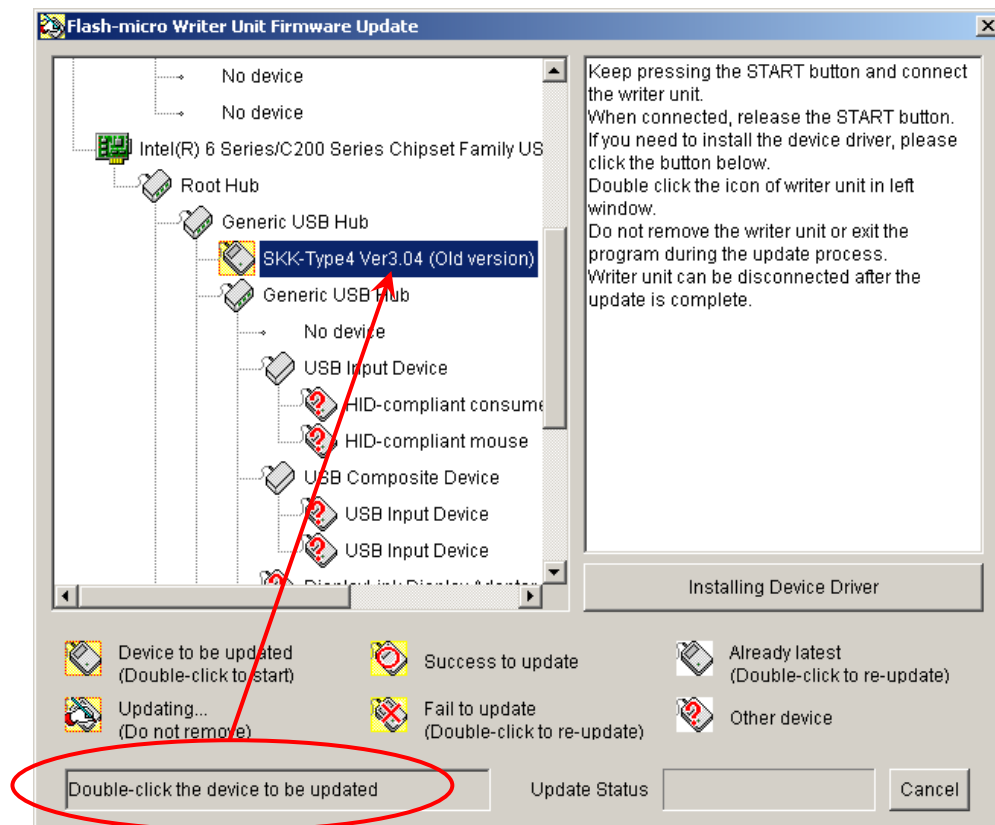 Flash-micro Writer Unit Firmware Update
No device
No device
Intel(R) 6 Series/C200 Series Chipset Family US
Root Hub
Generic USB Hub
SKK-Type4 Ver3.04 (Old version)
Generic USB Hub
No device
USB Input Device
HID-compliant consume
HID-compliant mouse
USB Composite Device
USB Input Device
USB Input Device
DisplayLink Display Adapter
Keep pressing the START button and connect
the writer unit.
When connected, release the START button.
If you need to install the device driver, please
click the button below.
Double click the icon of writer unit in left
window.
Do not remove the writer unit or exit the
program during the update process.
Writer unit can be disconnected after the
update is complete.
Installing Device Driver
Device to be updated
(Double-click to start)
Success to update
Already latest
(Double-click to re-update)
Updating...
(Do not remove)
Fail to update
(Double-click to re-update)
Other device
Double-click the device to be updated
Update Status
Cancel